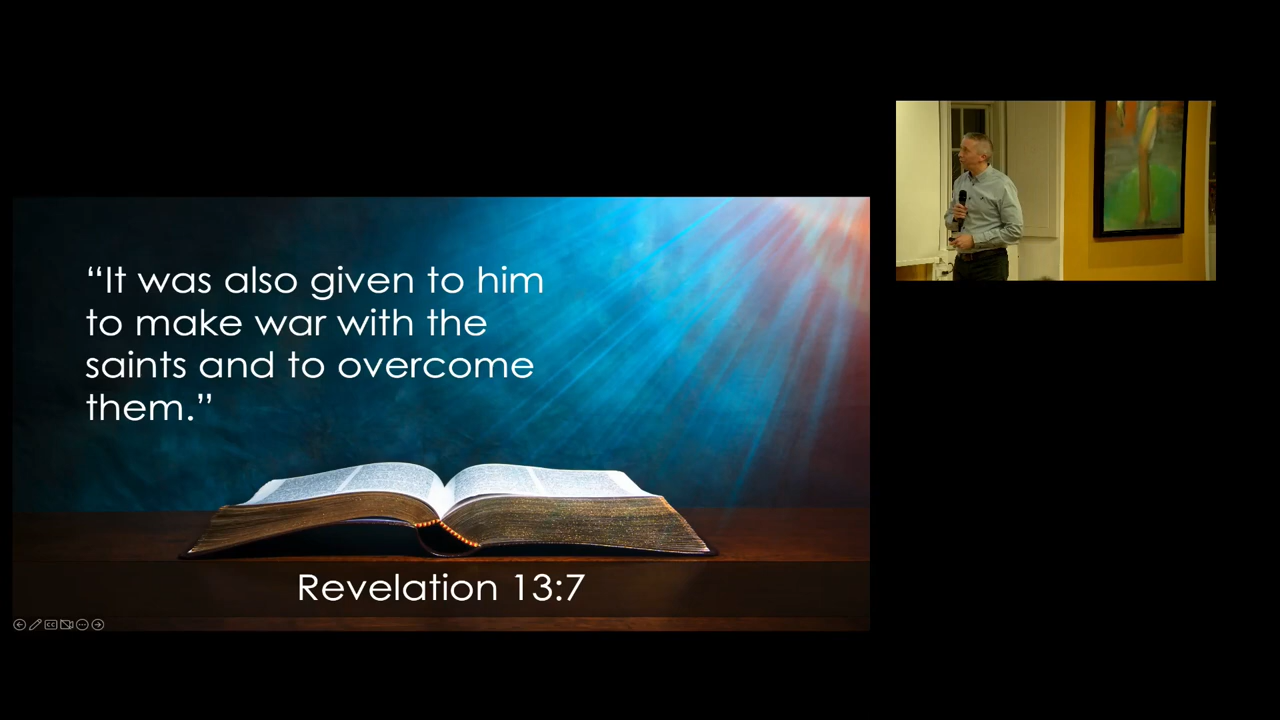 “It was also given to him
to make war with the
saints and to overcome
them.”
Revelation 13:7